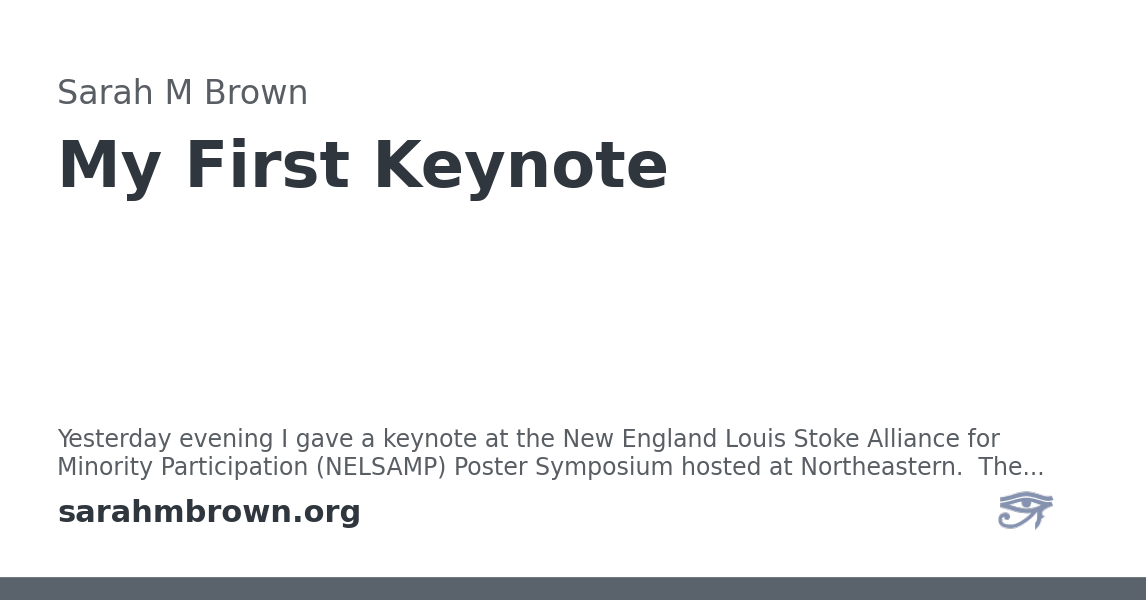 Sarah M Brown
My First Keynote
Yesterday evening I gave a keynote at the New England Louis Stoke Alliance for
Minority Participation (NELSAMP) Poster Symposium hosted at Northeastern.  The...
sarahmbrown.org